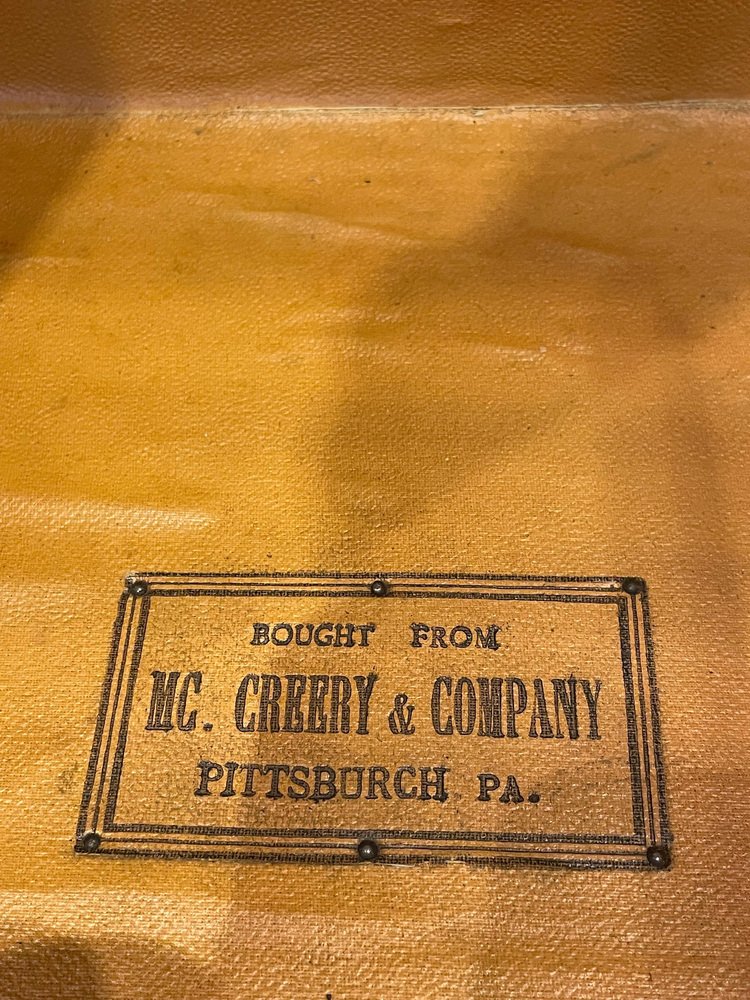 BOUGHT FROM
MC. CREERY & COMPANY
PITTSBURGH PA.